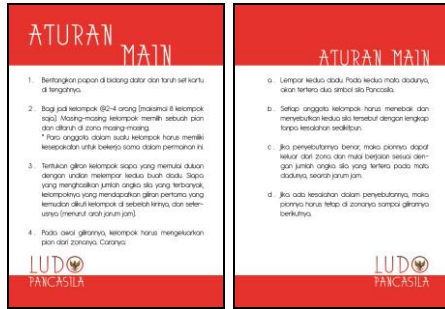 ATURAN
MAIN
1. Bentangkan papan di bidang datar dan taruh set kartu
di tengahnya.
2. Bagi jadi kelompok @2-4 orang (maksimal 8 kelompok
saja). Masing-masing kelompok memilih sebuah pion
dan ditaruh di zona masing-masing.
* Para anggota dalam suatu kelompok harus memiliki
kesepakatan untuk bekerja sama dalam permainan ini.
3. Tentukan giliran kelompok siapa yang memulai duluan
dengan undian melempar kedua buah dadu. Siapa
yang menghasilkan jumlah angka sila yang terbanyak,
kelompoknya yang mendapatkan giliran pertama yang
kemudian diikuti kelompok di sebelah kirinya, dan seter-
usnya (menurut arah jarum jam).
4. Pada awal gilirannya, kelompok harus mengeluarkan
pion dari zonanya. Caranya:
LUDO
PANCASILA
ATURAN MAIN
a. Lempar kedua dadu. Pada kedua mata dadunya,
akan tertera dua simbol sila Pancasila.
b. Setiap anggota kelompok harus menebak dan
menyebutkan kedua sila tersebut dengan lengkap
tanpa kesalahan sedikitpun.
c. Jika penyebutannya benar, maka pionnya dapat
keluar dari zona dan mulai berjalan sesuai den-
gan jumlah angka sila yang tertera pada mata
dadunya, searah jarum jam.
d. Jika ada kesalahan dalam penyebutannya, maka
pionnya harus tetap di zonanya sampai gilirannya
berikutnya.
LUDO
PANCASILA